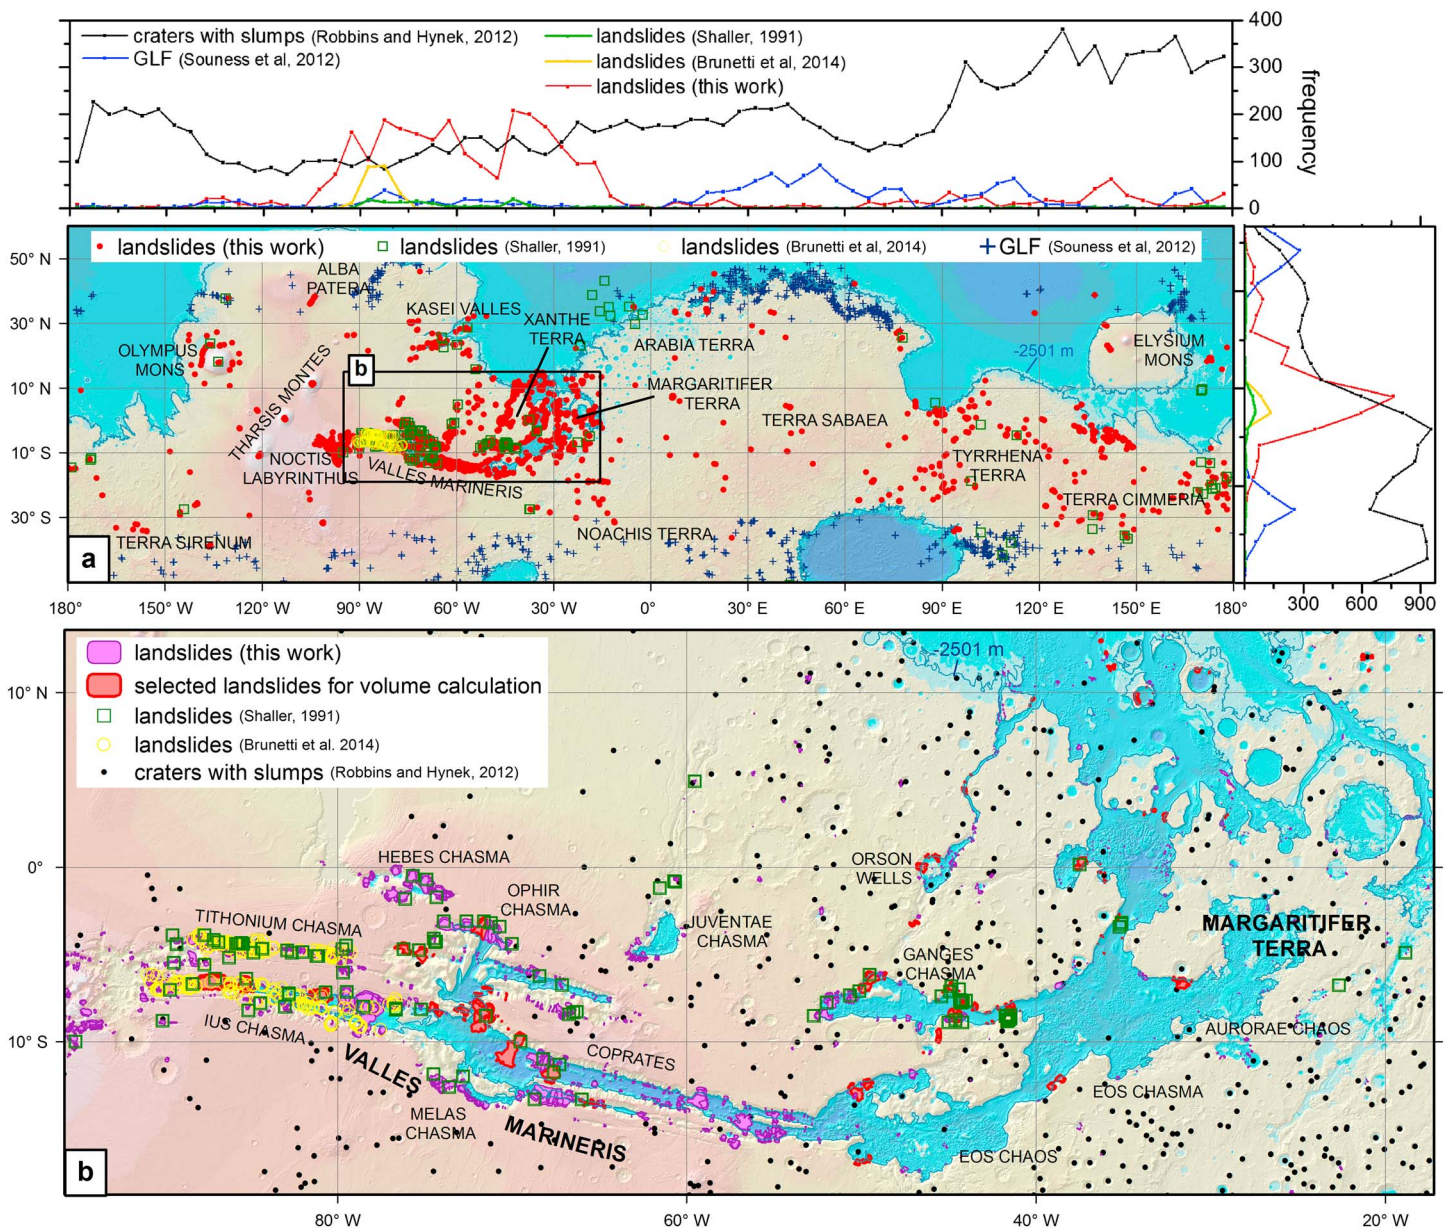 craters with slumps (Robbins and Hynek, 2012)
GLF (Souness et al, 2012)
landslides (Shaller, 1991)
landslides (Brunetti et al, 2014)
landslides (this work)
400
300
200
100
0
frequency
landslides (this work)
landslides (Shaller, 1991)
landslides (Brunetti et al, 2014)
GLF (Souness et al, 2012)
50° N
30° N
10° N
10° S
30° S
ALBA
PATERA
KASEI VALLES
XANTHE
TERRA
ARABIA TERRA
-2501 m
ELYSIUM
MONS
OLYMPUS
MONS
b
THARSIS MONTES
MARGARITIFER
TERRA
TERRA SABAEA
NOCTIS
LABYRINTHUS
VALLES MARINERIS
TYRRHENA
TERRA
TERRA CIMMERIA
TERRA SIRENUM
NOACHIS TERRA
a
180°
150° W
120° W
90° W
60° W
30° W
0°
30° E
60° E
90° E
120° E
150° E
180°
300
600
900
landslides (this work)
selected landslides for volume calculation
landslides (Shaller, 1991)
landslides (Brunetti et al. 2014)
craters with slumps (Robbins and Hynek, 2012)
-2501 m
10° N
0°
10° S
HEBES CHASMA
OPHIR
CHASMA
TITHONIUM CHASMA
JUVENTAE
CHASMA
ORSON
WELLS
GANGES
CHASMA
MARGARITIFER
TERRA
IUS CHASMA
AURORAE CHAOS
VALLES
COPRATES
MELAS
CHASMA
MARINERIS
EOS CHASMA
EOS CHAOS
b
80° W
60° W
40° W
20° W